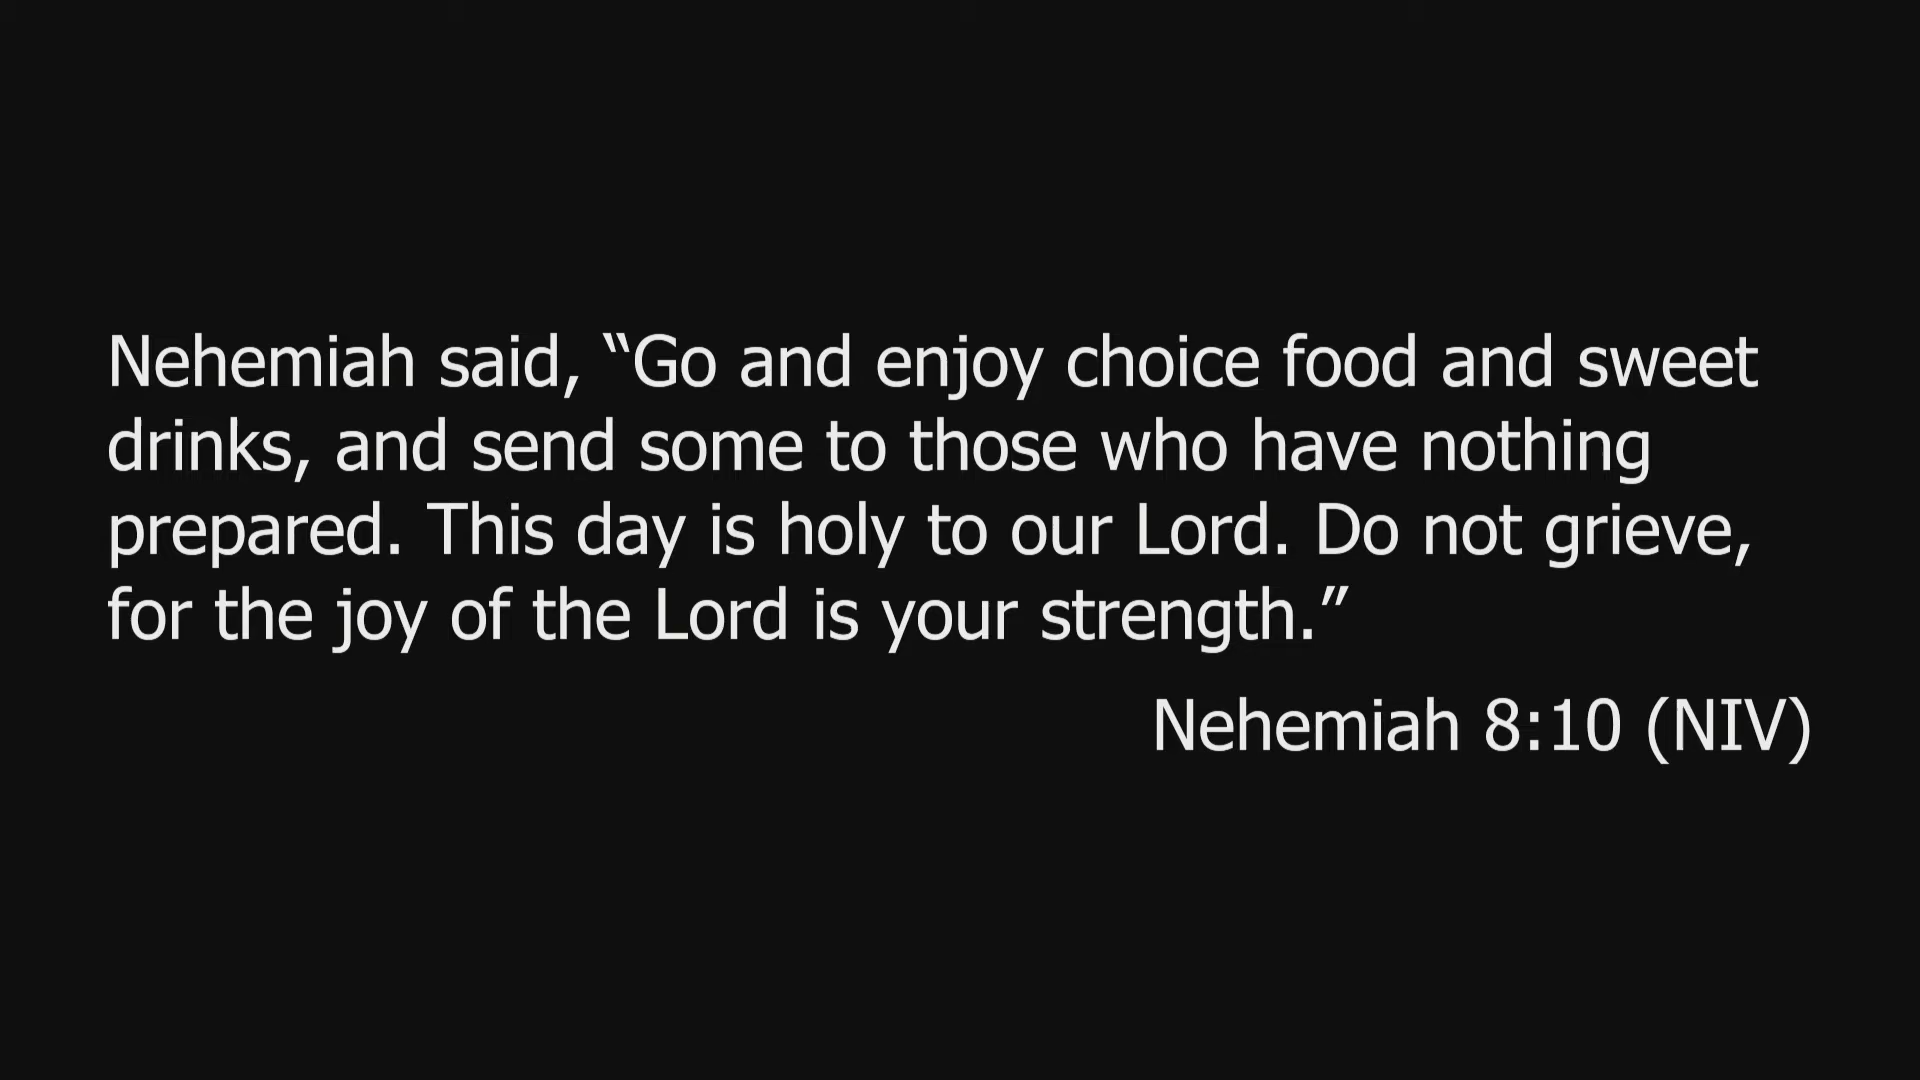 Nehemiah said, “Go and enjoy choice food and sweet
drinks, and send some to those who have nothing
prepared. This day is holy to our Lord. Do not grieve,
for the joy of the Lord is your strength.”
Nehemiah 8:10 (NIV)